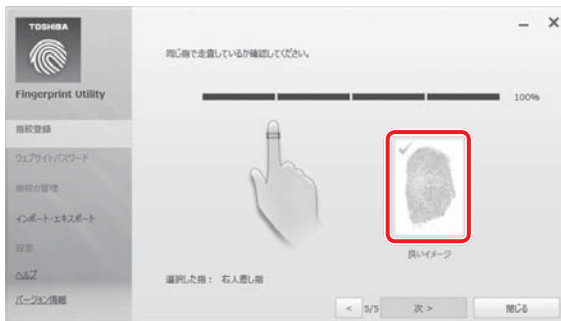 TOSHIBA
Fingerprint Utility
指紋登録
ウェブサイトパスワード
指紋の管理
インポート・エクスポート
設定
ヘルプ
バージョン情報
同じ指で走査しているか確認してください。
100%
良いイメージ
選択した指： 右人差し指
< 5/5 次 > 閉じる